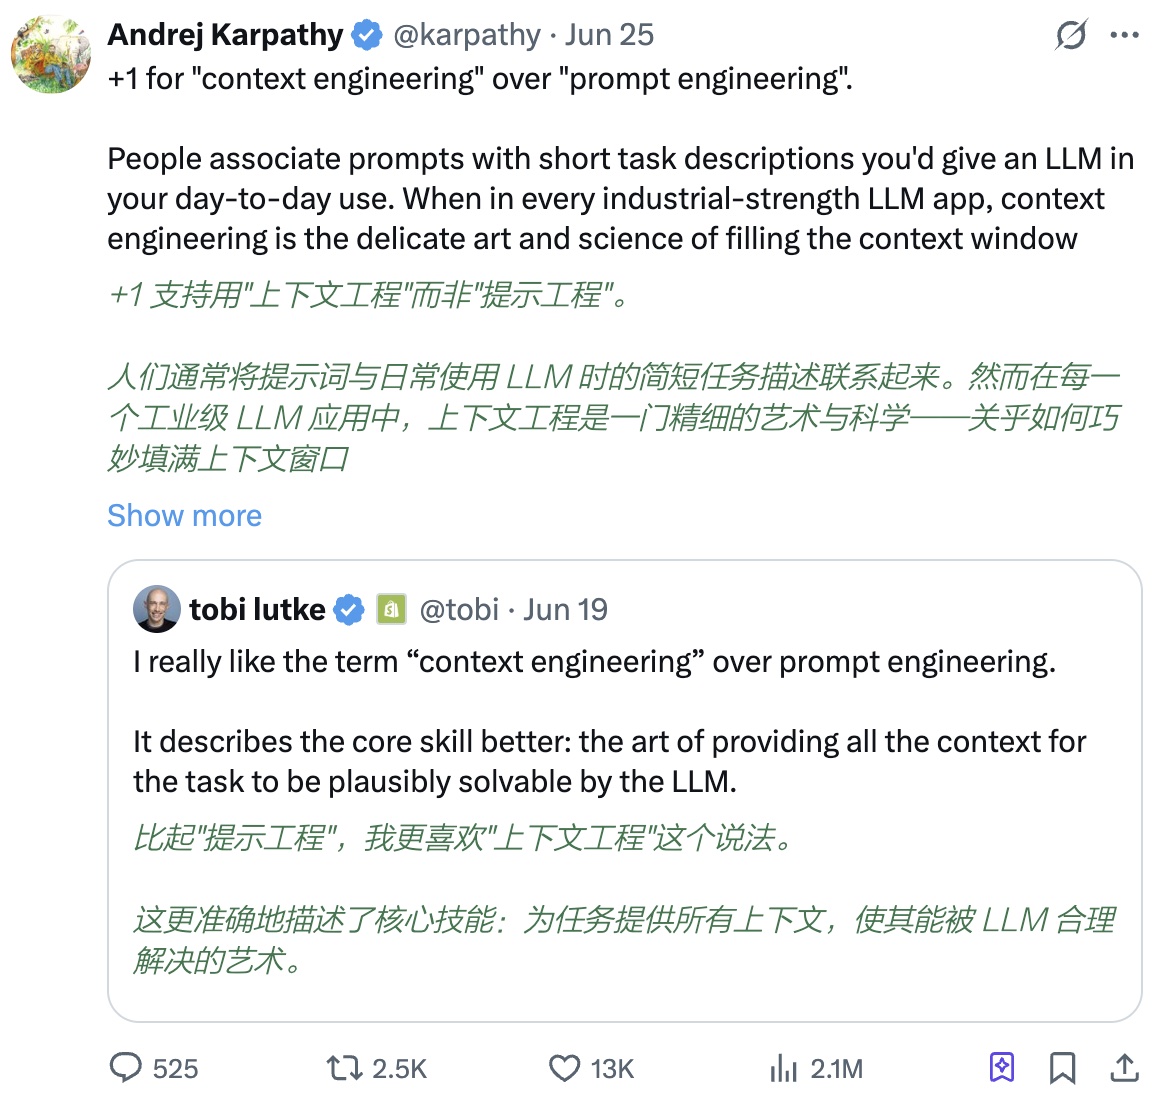 Andrej Karpathy @karpathy · Jun 25
+1 for "context engineering" over "prompt engineering".
People associate prompts with short task descriptions you'd give an LLM in
your day-to-day use. When in every industrial-strength LLM app, context
engineering is the delicate art and science of filling the context window
+1 支持用"上下文工程"而非"提示工程"。
人们通常将提示词与日常使用 LLM 时的简短任务描述联系起来。然而在每一
个工业级 LLM 应用中，上下文工程是一门精细的艺术与科学——关乎如何巧
妙填满上下文窗口
Show more
tobi lutke @tobi · Jun 19
I really like the term “context engineering” over prompt engineering.
It describes the core skill better: the art of providing all the context for
the task to be plausibly solvable by the LLM.
比起"提示工程"，我更喜欢"上下文工程"这个说法。
这更准确地描述了核心技能：为任务提供所有上下文，使其能被 LLM 合理
解决的艺术。
525 2.5K 13K 2.1M